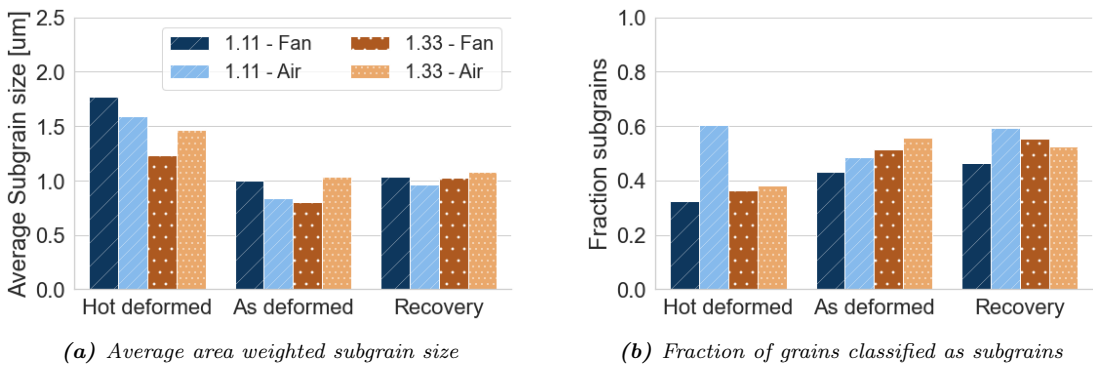 Average Subgrain size [um]
2.5
2.0
1.5
1.0
0.5
0.0
1.11 - Fan
1.11 - Air
1.33 - Fan
1.33 - Air
Hot deformed As deformed Recovery
(a) Average area weighted subgrain size
Fraction subgrains
1.0
0.8
0.6
0.4
0.2
0.0
Hot deformed As deformed Recovery
(b) Fraction of grains classified as subgrains